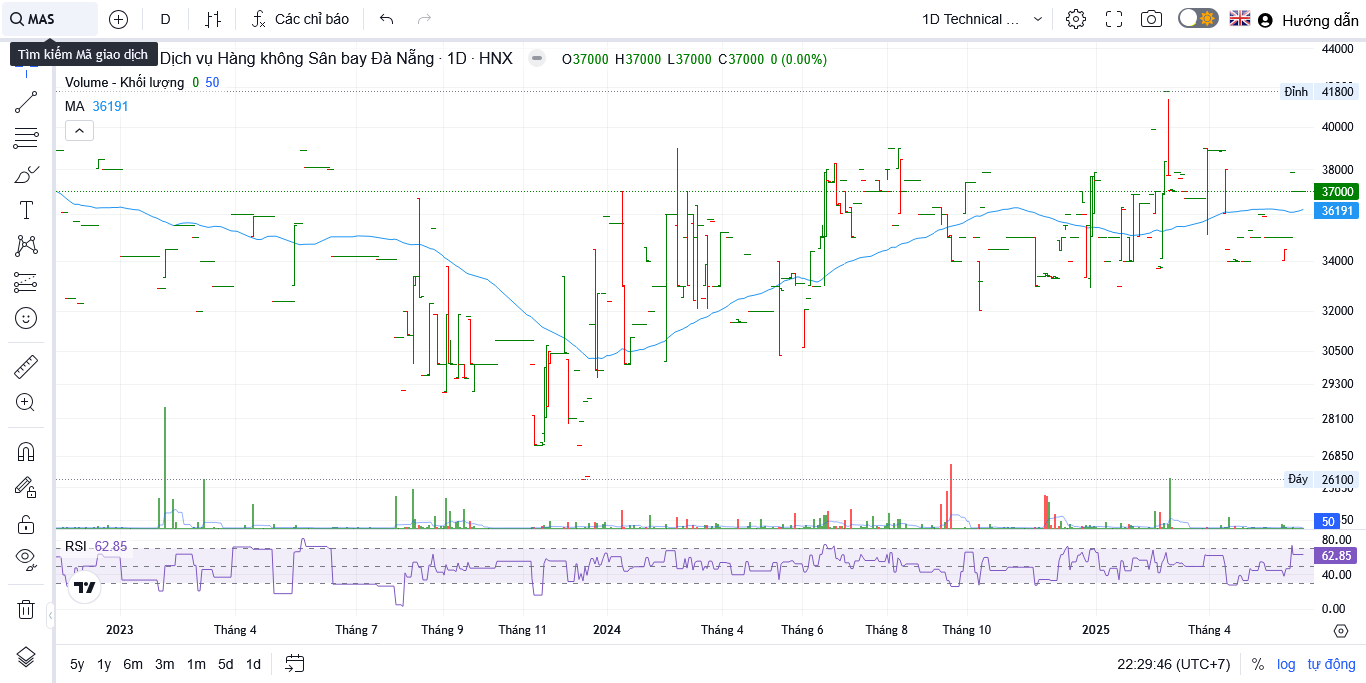 MAS
D
Các chỉ báo
1D Technical ...
Hướng dẫn
Tìm kiếm Mã giao dịch
Dịch vụ Hàng không Sân bay Đà Nẵng · 1D · HNX
O37000 H37000 L37000 C37000 0 (0.00%)
Volume - Khối lượng 0 50
MA 36191
44000
Đỉnh 41800
40000
38000
37000
36191
34000
32000
30500
29300
28100
26850
Đáy 26100
50
RSI 62.85
80.00
62.85
40.00
0.00
2023 Tháng 4 Tháng 7 Tháng 9 Tháng 11 2024 Tháng 4 Tháng 6 Tháng 8 Tháng 10 2025 Tháng 4
5y 1y 6m 3m 1m 5d 1d
22:29:46 (UTC+7) % log tự động